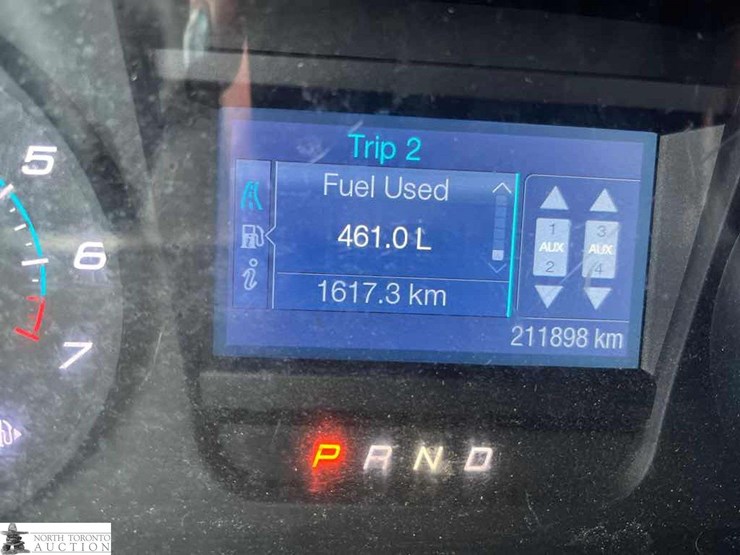 5
6
7
Trip 2
Fuel Used
461.0 L
1617.3 km
1 3
AUX AUX
2 4
211898 km
P R N D
NORTH TORONTO
AUCTION